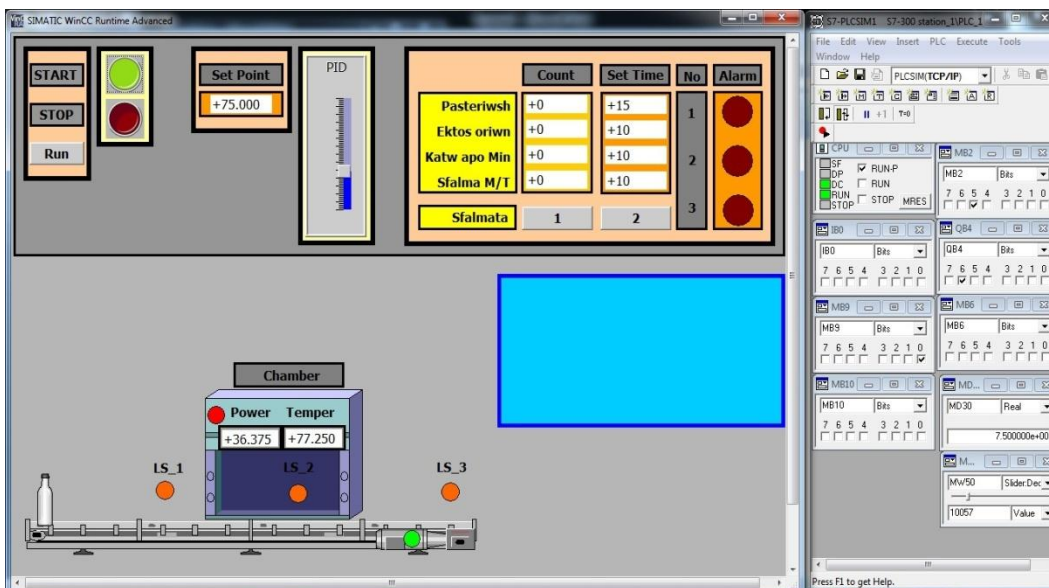 SIMATIC WinCC Runtime Advanced
START
STOP
Run
Set Point
+75.000
PID
Count Set Time No Alarm
Pasteriwsh +0 +15 1
Ektos oriwn +0 +10
Katw apo Min +0 +10 2
Sfalma M/T +0 +10
Sfalmata 1 2 3
Chamber
Power Temper
+36.375 +77.250
LS_1 LS_2 LS_3
S7-PLCSIM1 S7-300 station_1\PLC_1
File Edit View Insert PLC Execute Tools
Window Help
PLCSIM(TCP/IP)
+1 T=0
CPU
SF
DP
DC
RUN
STOP
RUN-P
RUN
STOP MRES
MB2
MB2 Bits
7 6 5 4 3 2 1 0
IB0
IB0 Bits
7 6 5 4 3 2 1 0
QB4
QB4 Bits
7 6 5 4 3 2 1 0
MB9
MB9 Bits
7 6 5 4 3 2 1 0
MB6
MB6 Bits
7 6 5 4 3 2 1 0
MB10
MB10 Bits
7 6 5 4 3 2 1 0
MD...
MD30 Real
7.500000e+00
M...
MW50 Slider:Dec
10057 Value
Press F1 to get Help.